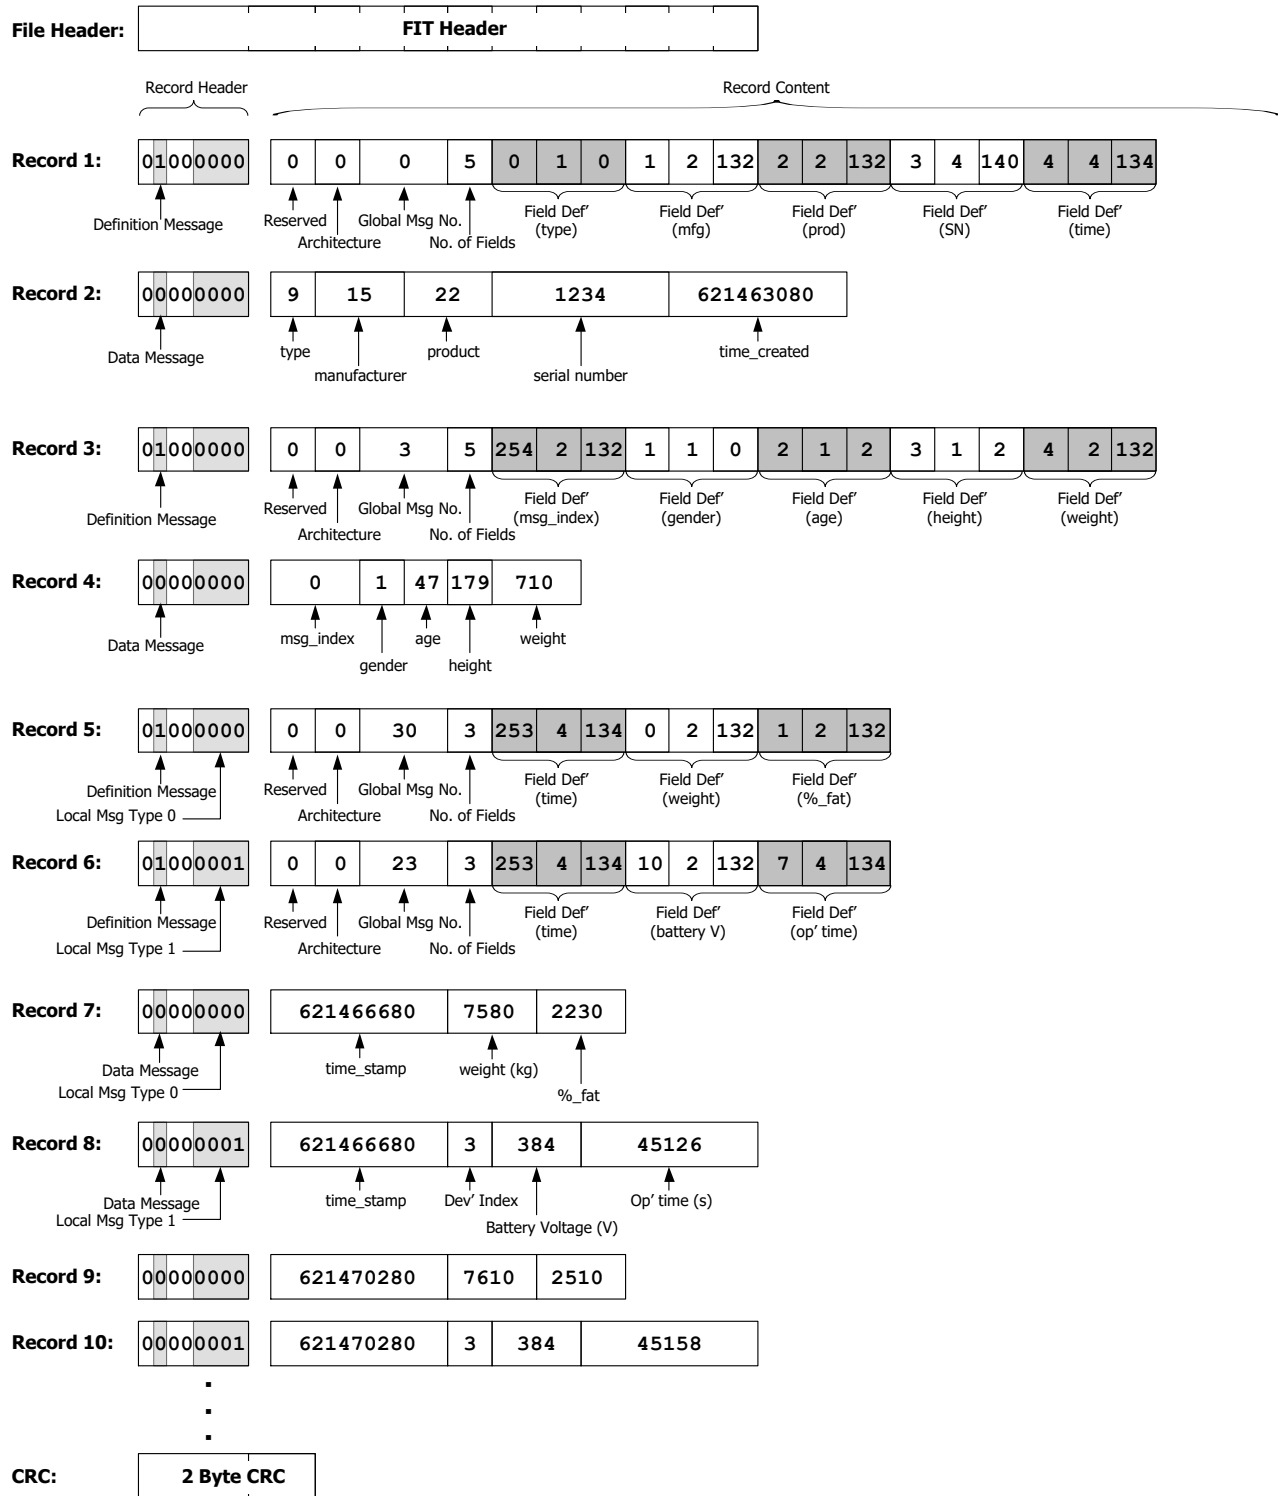 File Header: FIT Header
Record Header Record Content
Record 1: 01000000 0 0 0 5 0 1 0 1 2 132 2 2 132 3 4 140 4 4 134
Definition Message Reserved Architecture Global Msg No. No. of Fields Field Def’ (type) Field Def’ (mfg) Field Def’ (prod) Field Def’ (SN) Field Def’ (time)
Record 2: 00000000 9 15 22 1234 621463080
Data Message type manufacturer product serial number time_created
Record 3: 01000000 0 0 3 5 254 2 132 1 1 0 2 1 2 3 1 2 4 2 132
Definition Message Reserved Architecture Global Msg No. No. of Fields Field Def’ (msg_index) Field Def’ (gender) Field Def’ (age) Field Def’ (height) Field Def’ (weight)
Record 4: 00000000 0 1 47 179 710
Data Message msg_index gender age height weight
Record 5: 01000000 0 0 30 3 253 4 134 0 2 132 1 2 132
Definition Message Reserved Architecture Global Msg No. No. of Fields Field Def’ (time) Field Def’ (weight) Field Def’ (%_fat)
Local Msg Type 0
Record 6: 01000001 0 0 23 3 253 4 134 10 2 132 7 4 134
Definition Message Reserved Architecture Global Msg No. No. of Fields Field Def’ (time) Field Def’ (battery V) Field Def’ (op’ time)
Local Msg Type 1
Record 7: 00000000 621466680 7580 2230
Data Message time_stamp weight (kg) %_fat
Local Msg Type 0
Record 8: 00000001 621466680 3 384 45126
Data Message time_stamp Dev’ Index Battery Voltage (V) Op’ time (s)
Local Msg Type 1
Record 9: 00000000 621470280 7610 2510
Record 10: 00000001 621470280 3 384 45158
CRC: 2 Byte CRC